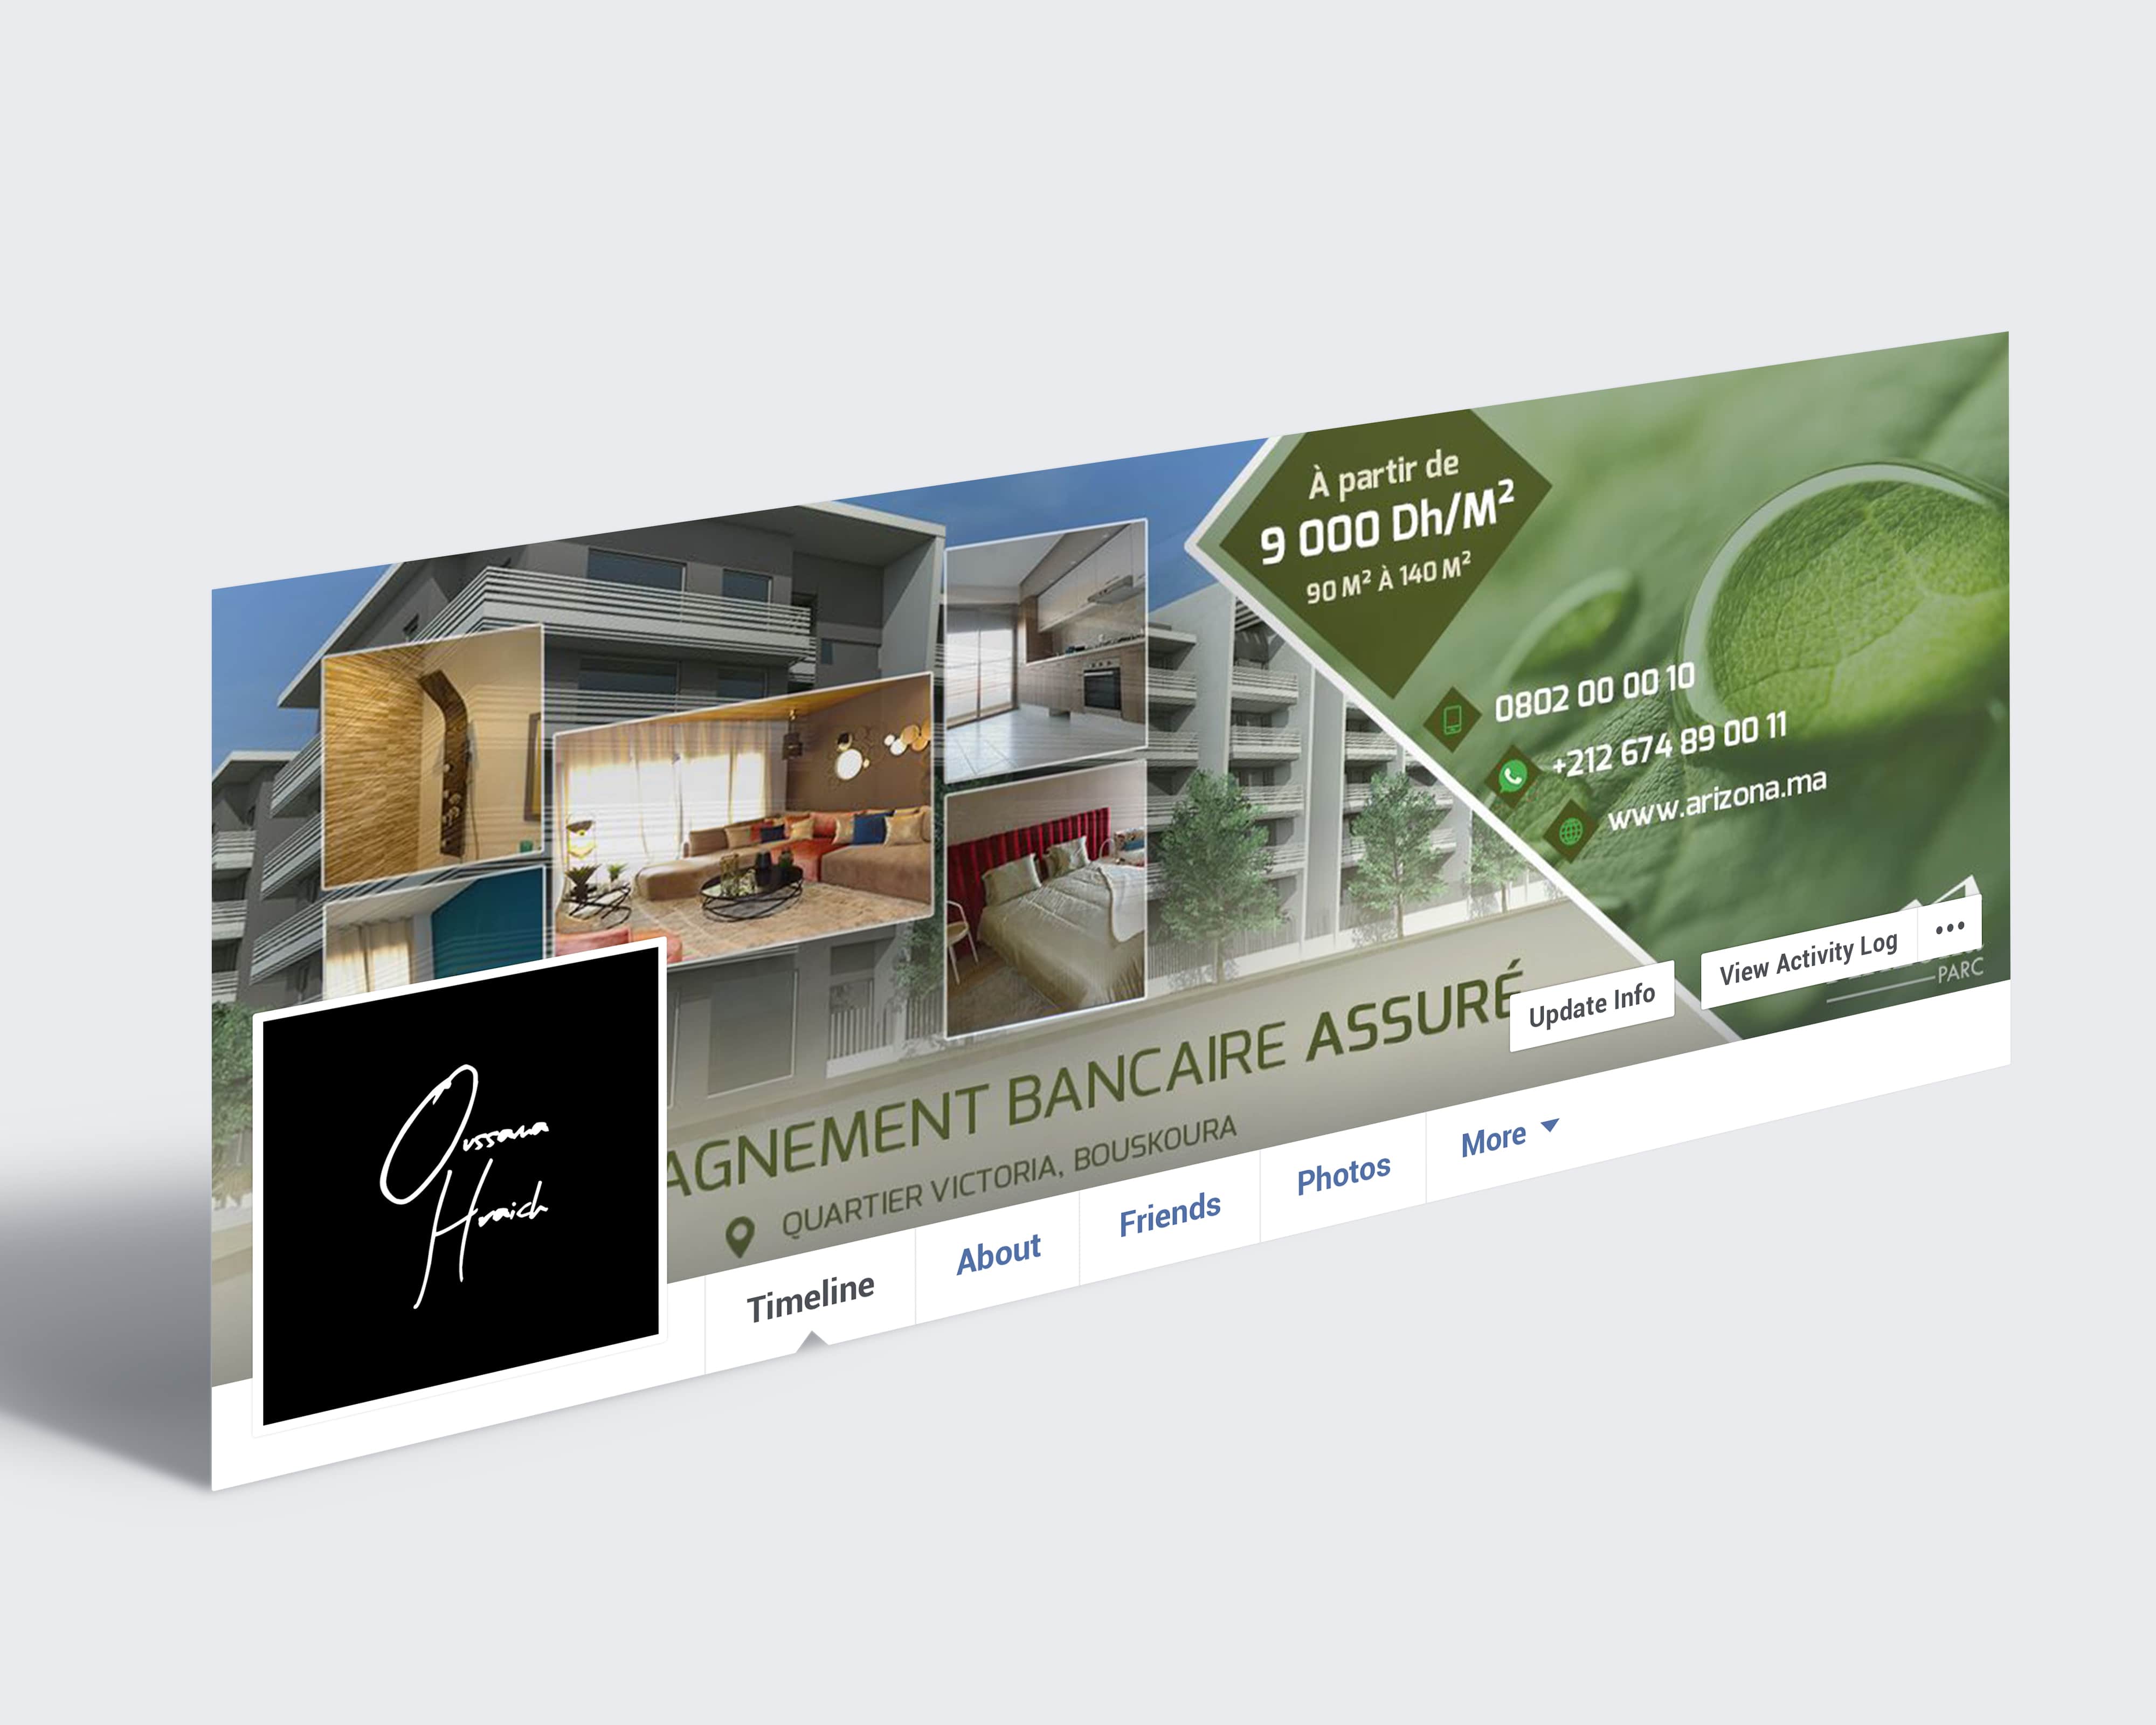 À partir de
9 000 Dh/M²
90 M² À 140 M²
0802 00 00 10
+212 674 89 00 11
www.arizona.ma
PARC
AGNEMENT BANCAIRE ASSURÉ
QUARTIER VICTORIA, BOUSKOURA
Update Info
View Activity Log
Oussama
Hraich
Timeline
About
Friends
Photos
More